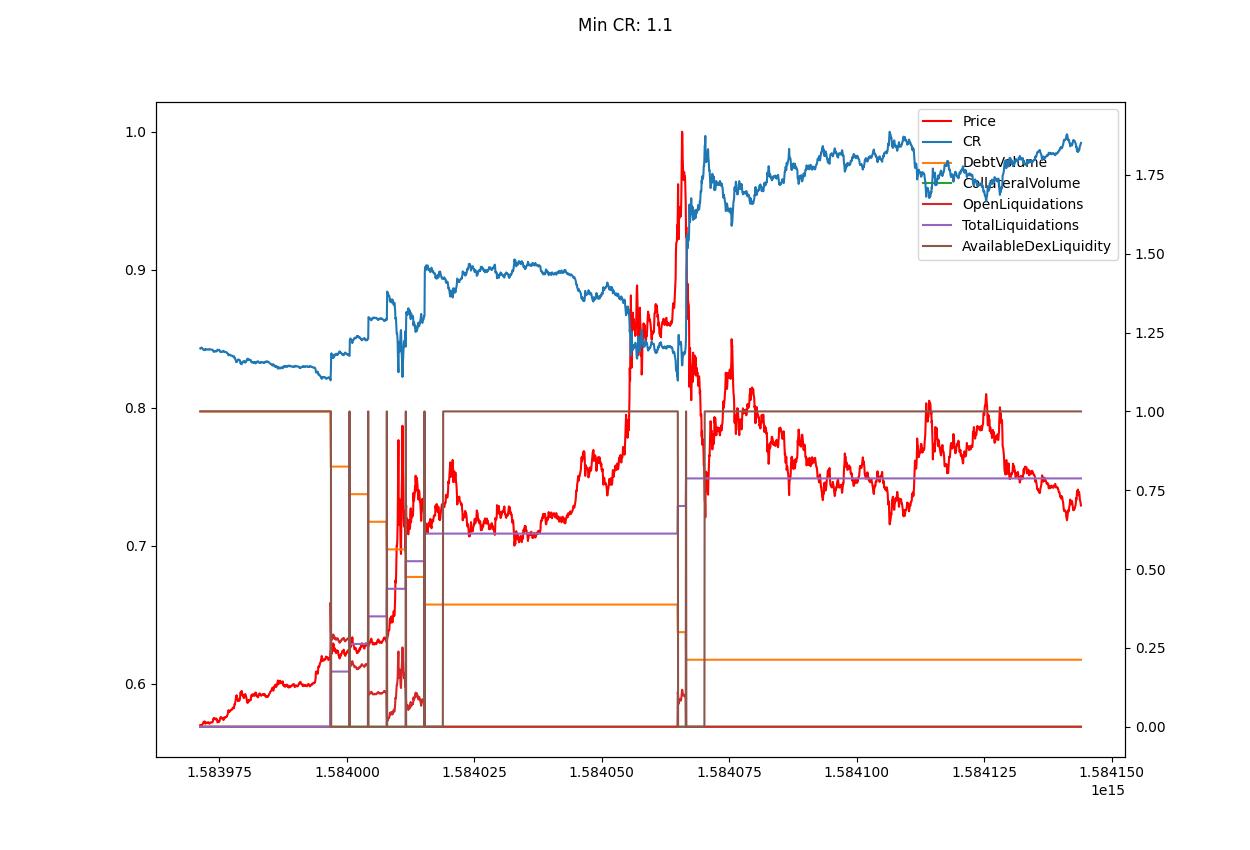 Min CR: 1.1
Price
CR
DebtVolume
CollateralVolume
OpenLiquidations
TotalLiquidations
AvailableDexLiquidity
1.0
0.9
0.8
0.7
0.6
1.75
1.50
1.25
1.00
0.75
0.50
0.25
0.00
1.583975 1.584000 1.584025 1.584050 1.584075 1.584100 1.584125 1.584150
1e15